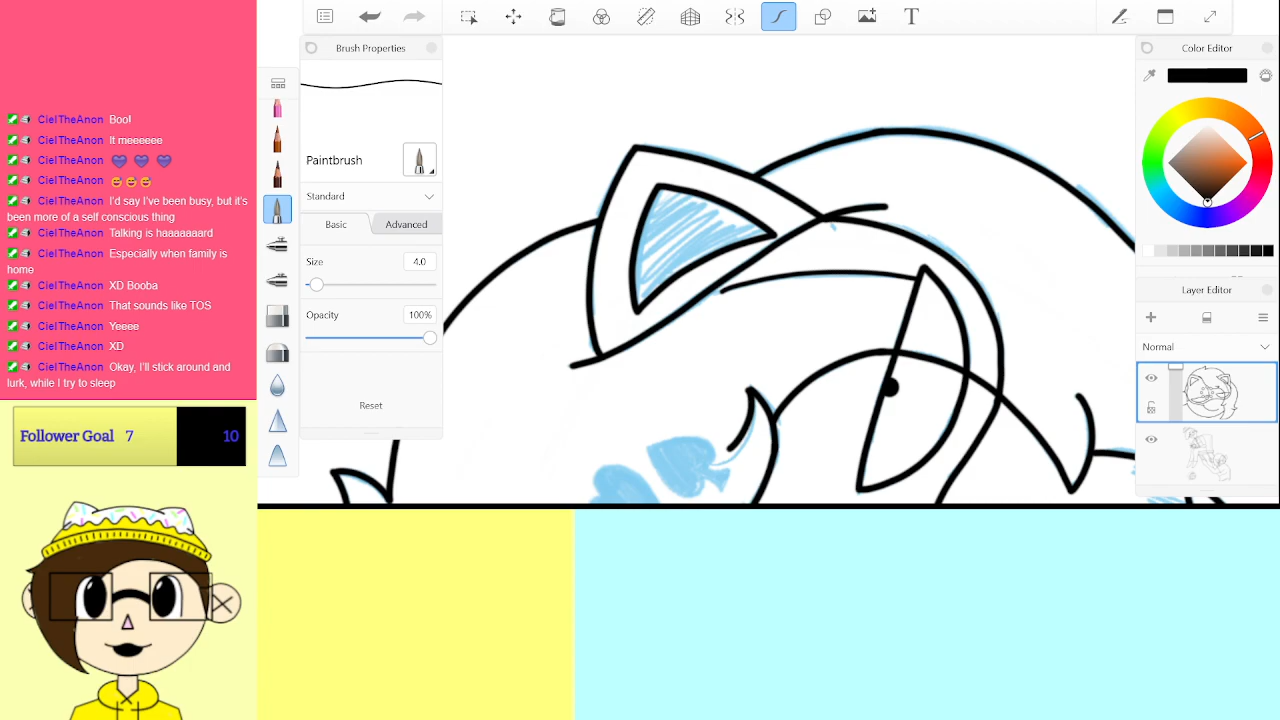 CielTheAnon Boo!
CielTheAnon It meeeeee
CielTheAnon
CielTheAnon
CielTheAnon I'd say I've been busy, but it's
been more of a self conscious thing
CielTheAnon Talking is haaaaaaard
CielTheAnon Especially when family is
home
CielTheAnon XD Booba
CielTheAnon That sounds like TOS
CielTheAnon Yeeee
CielTheAnon XD
CielTheAnon Okay, I'll stick around and
lurk, while I try to sleep
Follower Goal 7 10
T
Brush Properties
Paintbrush
Standard
Basic Advanced
Size 4.0
Opacity 100%
Reset
Color Editor
Layer Editor
Normal